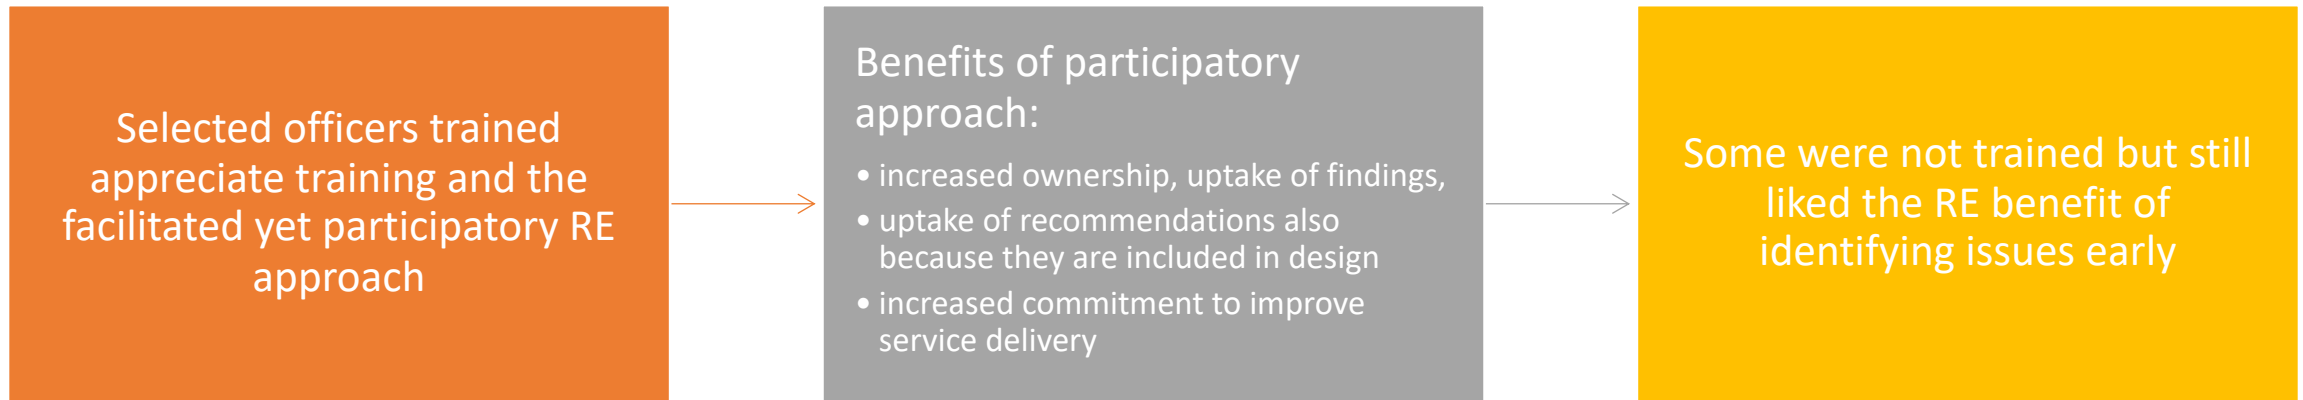 Selected officers trained
appreciate training and the
facilitated yet participatory RE
approach
Benefits of participatory
approach:
• increased ownership, uptake of findings,
• uptake of recommendations also
because they are included in design
• increased commitment to improve
service delivery
Some were not trained but still
liked the RE benefit of
identifying issues early